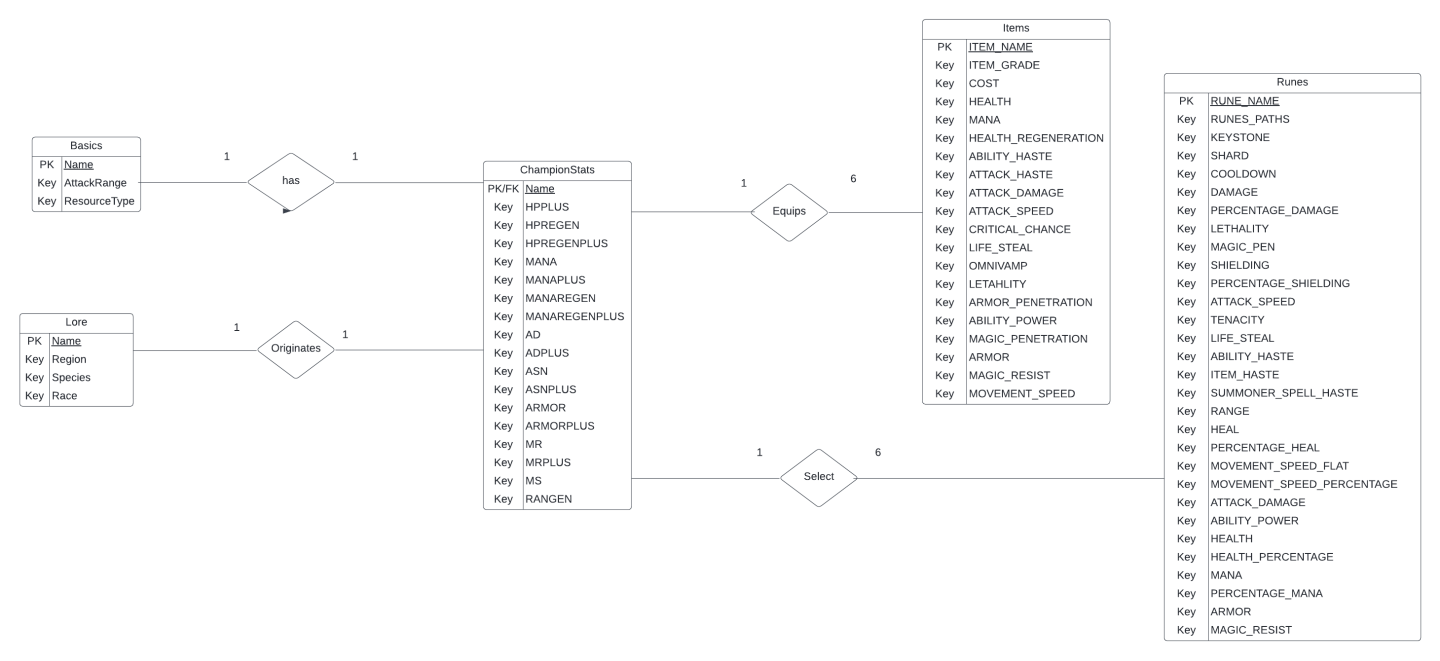 Basics
PK Name
Key AttackRange
Key ResourceType
1
has
1
Lore
PK Name
Key Region
Key Species
Key Race
1
Originates
1
ChampionStats
PK/FK Name
Key HPPLUS
Key HPREGEN
Key HPREGENPLUS
Key MANA
Key MANAPLUS
Key MANAREGEN
Key MANAREGENPLUS
Key AD
Key ADPLUS
Key ASN
Key ASNPLUS
Key ARMOR
Key ARMORPLUS
Key MR
Key MRPLUS
Key MS
Key RANGEN
1
Equips
6
Items
PK ITEM_NAME
Key ITEM_GRADE
Key COST
Key HEALTH
Key MANA
Key HEALTH_REGENERATION
Key ABILITY_HASTE
Key ATTACK_HASTE
Key ATTACK_DAMAGE
Key ATTACK_SPEED
Key CRITICAL_CHANCE
Key LIFE_STEAL
Key OMNIVAMP
Key LETAHLITY
Key ARMOR_PENETRATION
Key ABILITY_POWER
Key MAGIC_PENETRATION
Key ARMOR
Key MAGIC_RESIST
Key MOVEMENT_SPEED
1
Select
6
Runes
PK RUNE_NAME
Key RUNES_PATHS
Key KEYSTONE
Key SHARD
Key COOLDOWN
Key DAMAGE
Key PERCENTAGE_DAMAGE
Key LETHALITY
Key MAGIC_PEN
Key SHIELDING
Key PERCENTAGE_SHIELDING
Key ATTACK_SPEED
Key TENACITY
Key LIFE_STEAL
Key ABILITY_HASTE
Key ITEM_HASTE
Key SUMMONER_SPELL_HASTE
Key RANGE
Key HEAL
Key PERCENTAGE_HEAL
Key MOVEMENT_SPEED_FLAT
Key MOVEMENT_SPEED_PERCENTAGE
Key ATTACK_DAMAGE
Key ABILITY_POWER
Key HEALTH
Key HEALTH_PERCENTAGE
Key MANA
Key PERCENTAGE_MANA
Key ARMOR
Key MAGIC_RESIST